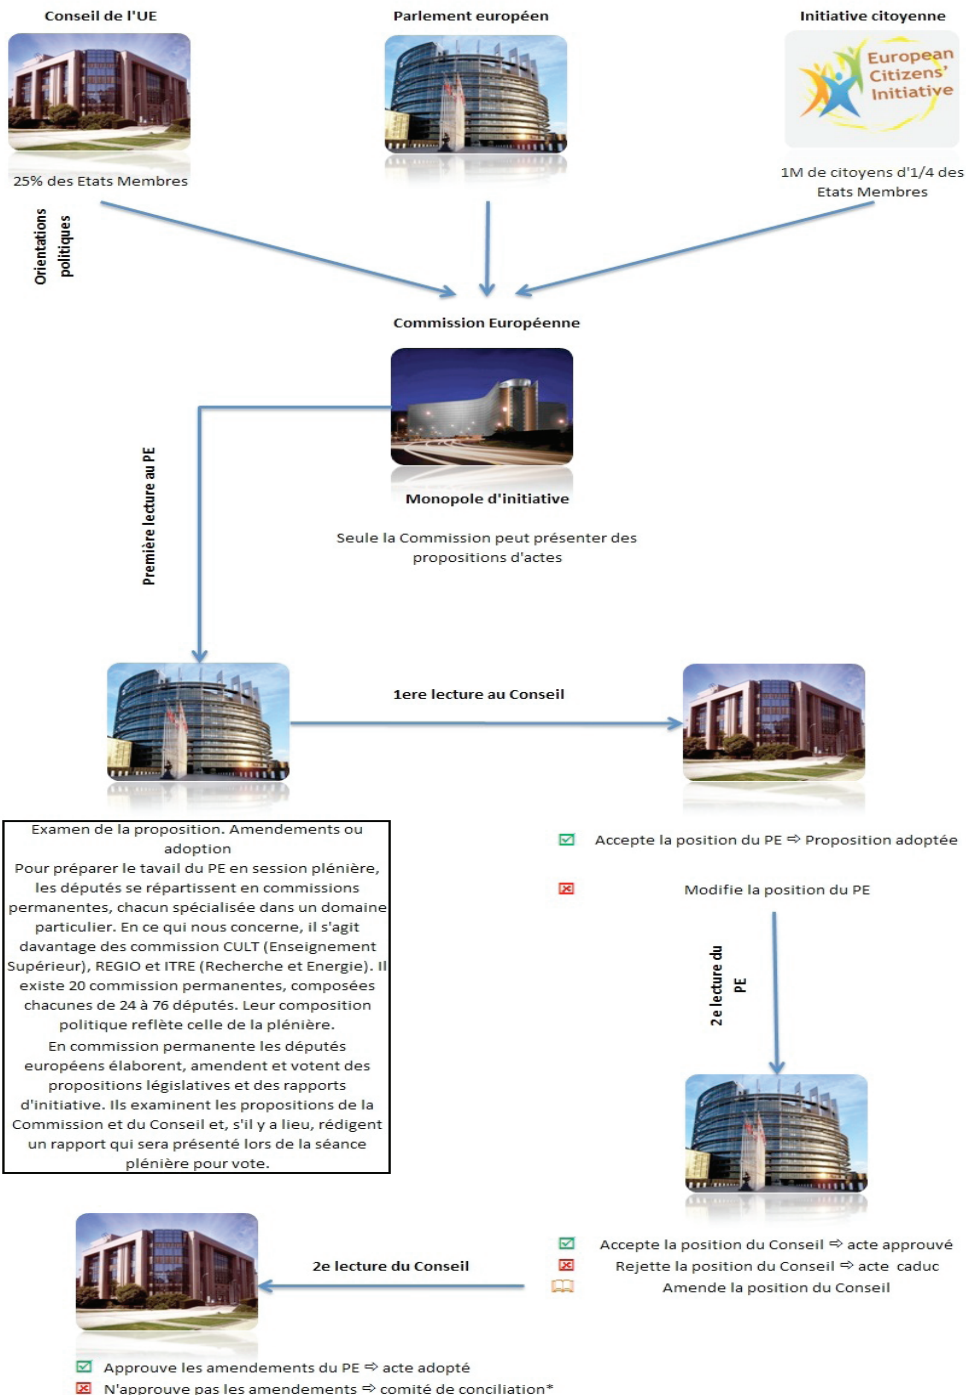 Conseil de l'UE
Parlement européen
Initiative citoyenne
European
Citizens'
Initiative
25% des Etats Membres
1M de citoyens d'1/4 des
Etats Membres
Orientations
politiques
Commission Européenne
Monopole d'initiative
Seule la Commission peut présenter des
propositions d'actes
Première lecture au PE
1ere lecture au Conseil
Examen de la proposition. Amendements ou
adoption
Pour préparer le tavail du PE en session plénière,
les députés se répartissent en commissions
permanentes, chacun spécialisée dans un domaine
particulier. En ce qui nous concerne, il s'agit
davantage des commission CULT (Enseignement
Supérieur), REGIO et ITRE (Recherche et Energie). Il
existe 20 commission permanentes, composées
chacunes de 24 à 76 députés. Leur composition
politique reflète celle de la plénière.
En commission permanente les députés
européens élaborent, amendent et votent des
propositions législatives et des rapports
d'initiative. Ils examinent les propositions de la
Commission et du Conseil et, s'il y a lieu, rédigent
un rapport qui sera présenté lors de la séance
plénière pour vote.
Accepte la position du PE ⇨ Proposition adoptée
Modifie la position du PE
2e lecture du
PE
Accepte la position du Conseil ⇨ acte approuvé
Rejette la position du Conseil ⇨ acte caduc
Amende la position du Conseil
2e lecture du Conseil
Approuve les amendements du PE ⇨ acte adopté
N'approuve pas les amendements ⇨ comité de conciliation*